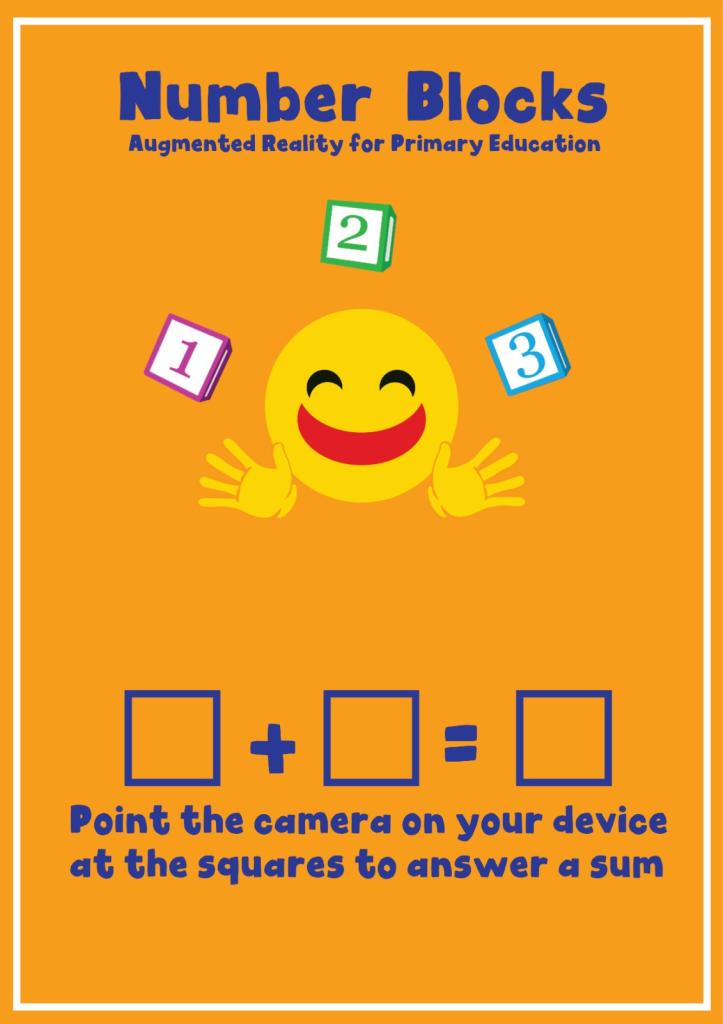 Number Blocks
Augmented Reality for Primary Education
2
1
3
+ =
Point the camera on your device
at the squares to answer a sum